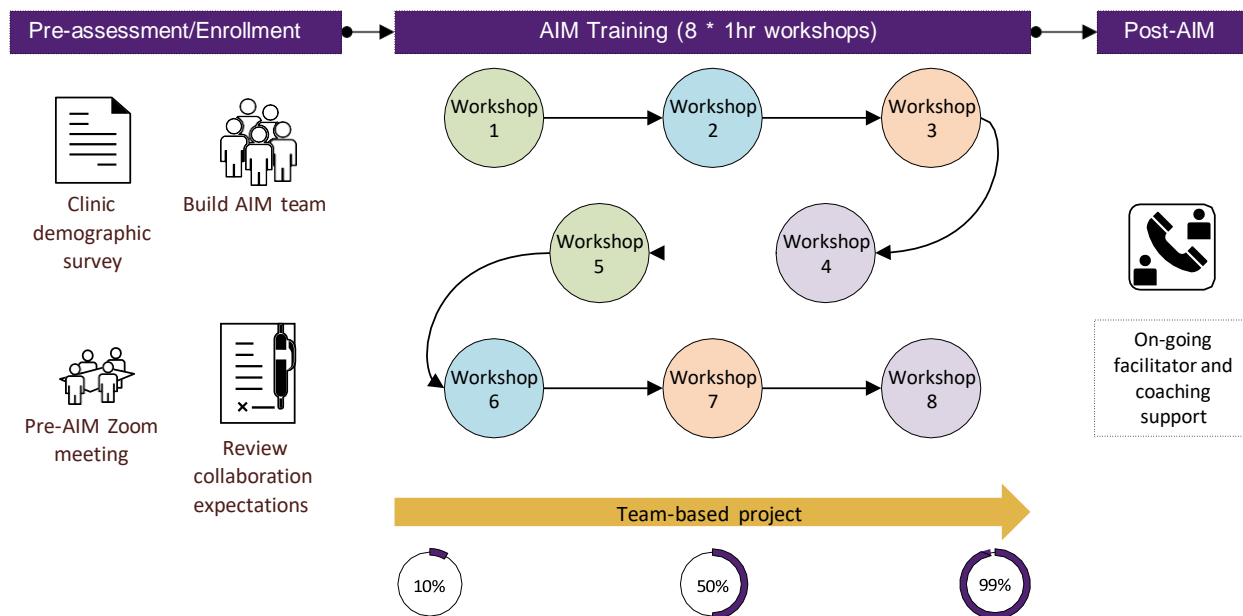 Pre-assessment/Enrollment
AIM Training (8 * 1hr workshops)
Post-AIM
Clinic
demographic
survey
Build AIM team
Pre-AIM Zoom
meeting
Review
collaboration
expectations
Workshop
1
Workshop
2
Workshop
3
Workshop
5
Workshop
4
Workshop
6
Workshop
7
Workshop
8
On-going
facilitator and
coaching
support
Team-based project
10%
50%
99%